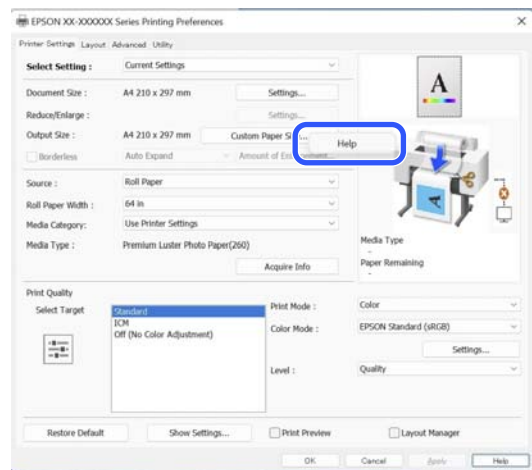 EPSON XX-XXXXXX Series Printing Preferences
Printer Settings Layout Advanced Utility
Select Setting : Current Settings
Document Size : A4 210 x 297 mm Settings...
Reduce/Enlarge : Settings...
Output Size : A4 210 x 297 mm Custom Paper Si...
Help
Borderless Auto Expand Amount of
Source : Roll Paper
Roll Paper Width : 64 in
Media Category: Use Printer Settings
Media Type : Premium Luster Photo Paper(260)
Acquire Info
A
A
Media Type
-
Paper Remaining
-
Print Quality
Select Target
Standard
ICM
Off (No Color Adjustment)
Print Mode : Color
Color Mode : EPSON Standard (sRGB)
Settings...
Level : Quality
Restore Default Show Settings... Print Preview Layout Manager
OK Cancel Apply Help